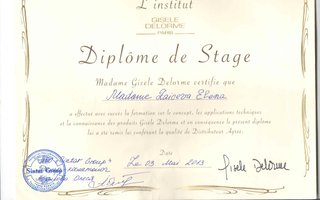 L'institut
GISELE
DELORME
PARIS
Diplôme de Stage
Madame Gisele Delorme certifie que
Madame Raisova Elena
a effectué avec succès la formation sur le concept, les applications techniques
et la connaissance des produits Gisele Delorme et en conséquence le présent diplôme
lui a été remis lui conférant la qualité de Distributeur Agréé.
Date
Le 03 Mai 2013
Gisele Delorme
Siatar Group